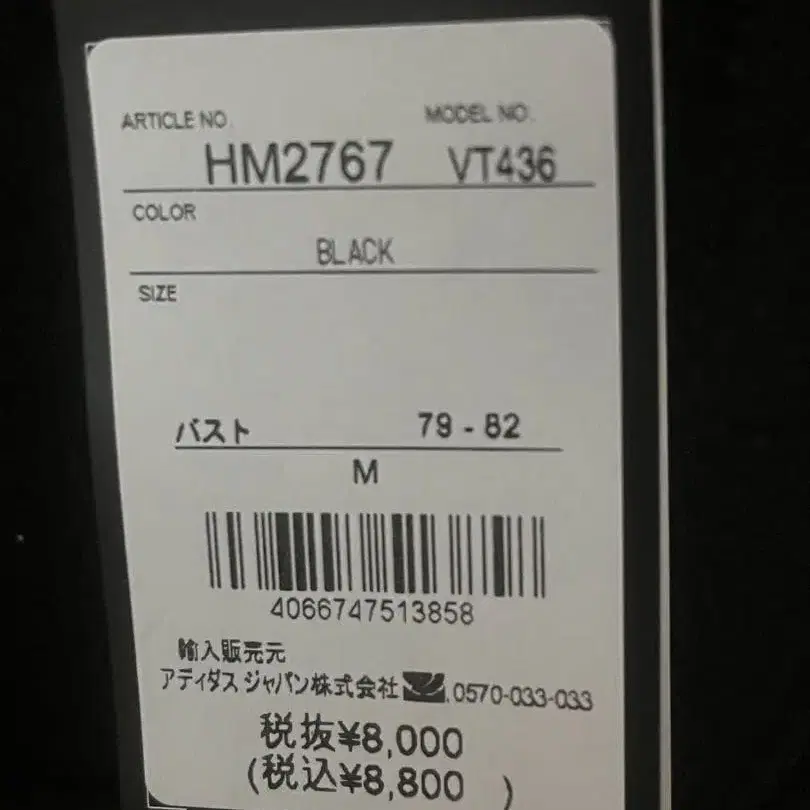 ARTICLE NO. MODEL NO.
HM2767 VT436
COLOR
BLACK
SIZE
バスト 79 - 82
M
4066747513858
輸入販売元
アディダス ジャパン株式会社 0570-033-033
税抜¥8,000
(税込¥8,800 )